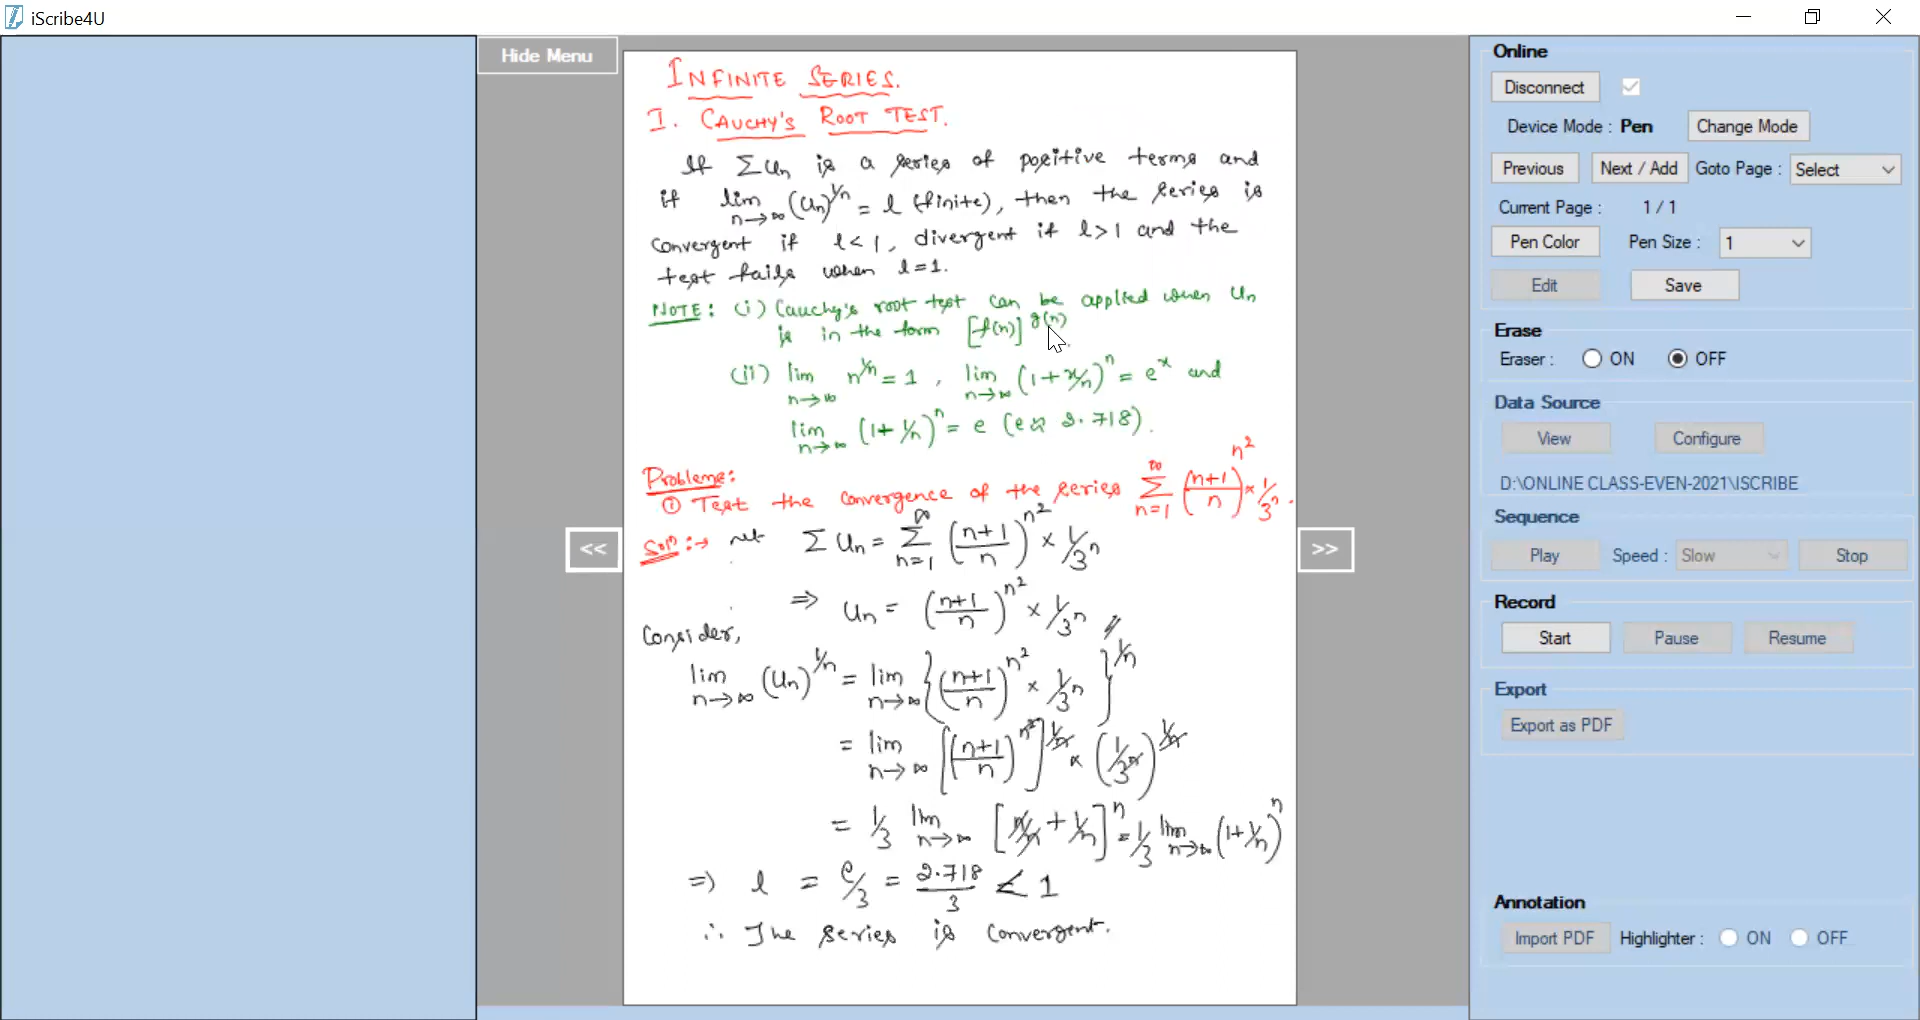 iScribe4U
Hide Menu
INFINITE SERIES.
I. CAUCHY'S ROOT TEST.
If Σ Un is a series of positive terms and
if lim n→∞ (Un)^1/n = l (finite), then the series is
convergent if l < 1, divergent if l > 1 and the
test fails when l = 1.
NOTE: (i) Cauchy's root test can be applied when Un
is in the form [f(n)]^g(n).
(ii) lim n→∞ n^1/n = 1, lim n→∞ (1 + x/n)^n = e^x and
lim n→∞ (1 + 1/n)^n = e (e ≈ 2.718).
Problems:
① Test the convergence of the series Σ n=1 ∞ ((n+1)/n)^n² × 1/3^n.
Soln :→ Let Σ Un = Σ n=1 ∞ ((n+1)/n)^n² × 1/3^n
⇒ Un = ((n+1)/n)^n² × 1/3^n //
Consider,
lim n→∞ (Un)^1/n = lim n→∞ {((n+1)/n)^n² × 1/3^n}^1/n
= lim n→∞ [((n+1)/n)^n²]^1/n × (1/3^n)^1/n
= 1/3 lim n→∞ [n/n + 1/n]^n = 1/3 lim n→∞ (1 + 1/n)^n
⇒ l = e/3 = 2.718/3 < 1
∴ The series is convergent.
<<
>>
Online
Disconnect
Device Mode : Pen Change Mode
Previous Next / Add Goto Page : Select
Current Page : 1 / 1
Pen Color Pen Size : 1
Edit Save
Erase
Eraser : ON OFF
Data Source
View Configure
D:\ONLINE CLASS-EVEN-2021\ISCRIBE
Sequence
Play Speed : Slow Stop
Record
Start Pause Resume
Export
Export as PDF
Annotation
Import PDF Highlighter : ON OFF